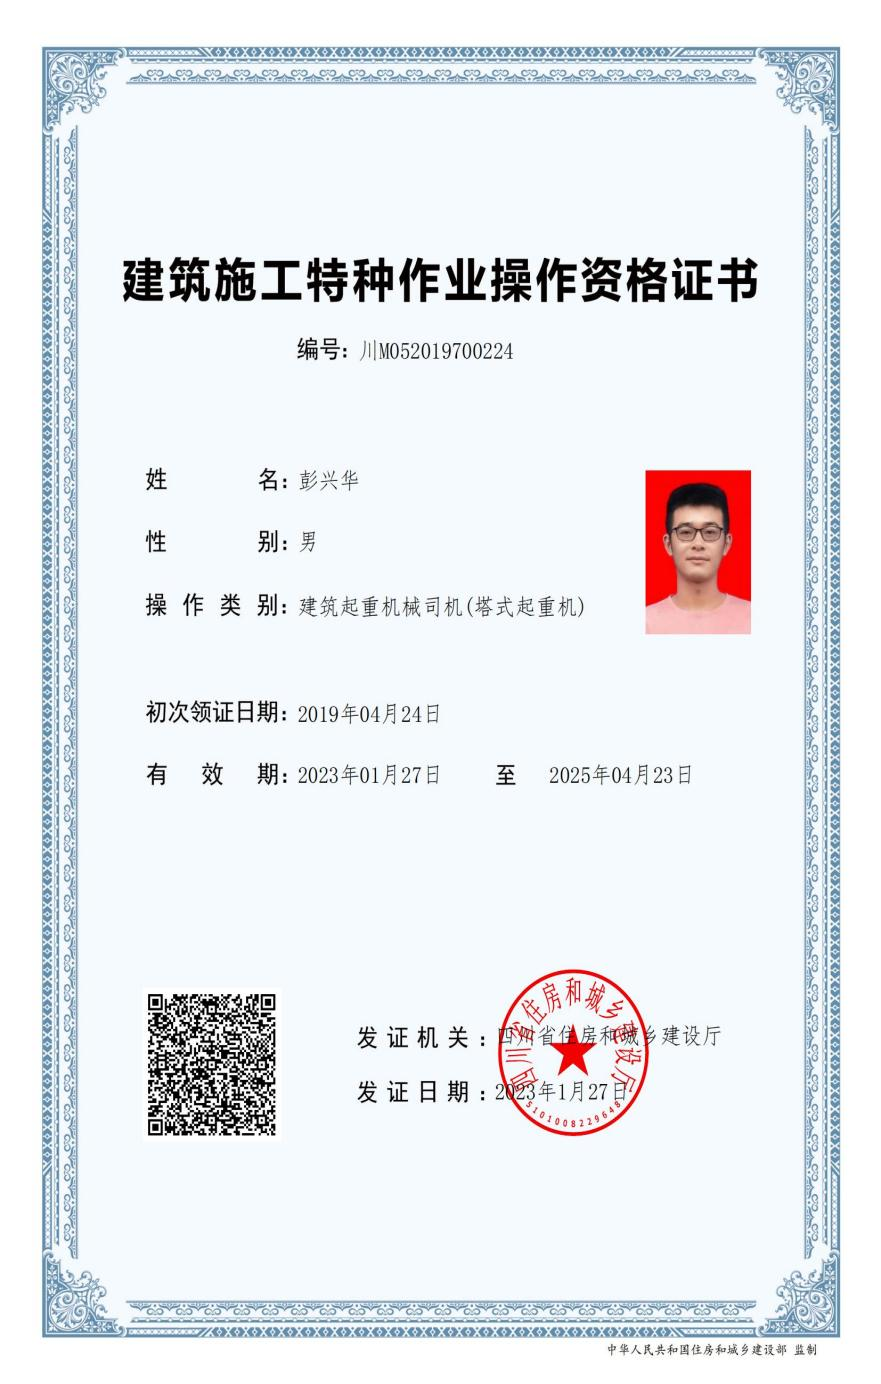 建筑施工特种作业操作资格证书
编号: 川M052019700224
姓 名: 彭兴华
性 别: 男
操 作 类 别: 建筑起重机械司机(塔式起重机)
初次领证日期: 2019年04月24日
有 效 期: 2023年01月27日 至 2025年04月23日
四川省住房和城乡建设厅
发 证 机 关 : 四川省住房和城乡建设厅
发 证 日 期 : 2023年1月27日
5101008229648
中华人民共和国住房和城乡建设部 监制